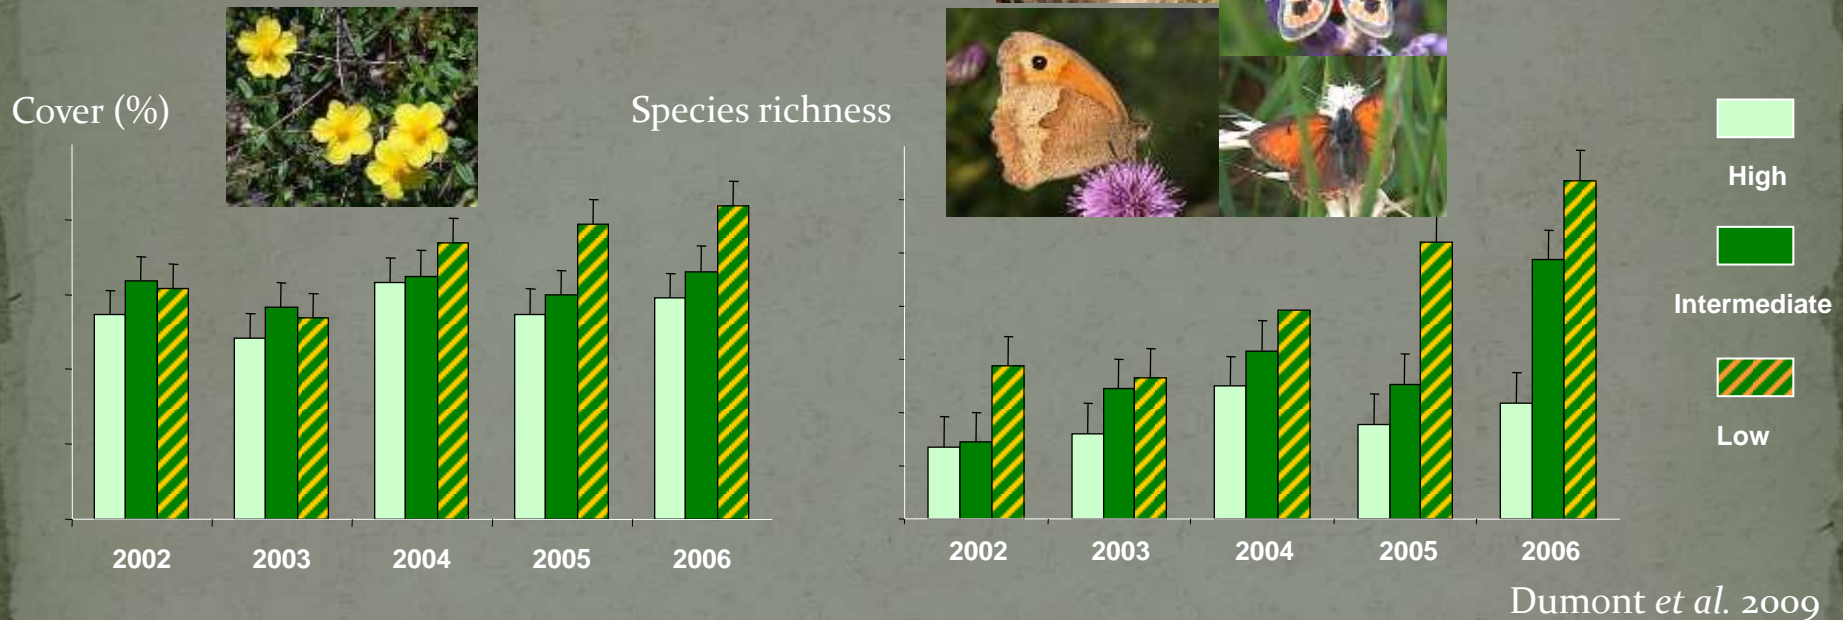 Cover (%)
Species richness
High
Intermediate
Low
2002 2003 2004 2005 2006
2002 2003 2004 2005 2006
Dumont et al. 2009